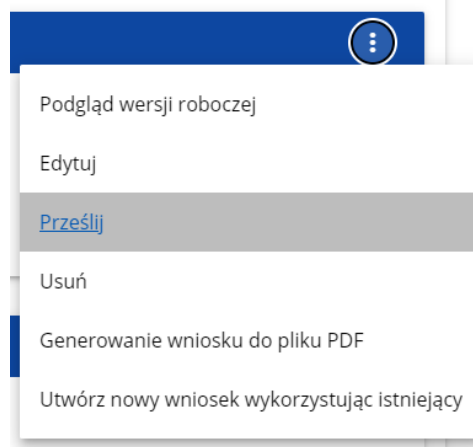 Podgląd wersji roboczej
Edytuj
Prześlij
Usuń
Generowanie wniosku do pliku PDF
Utwórz nowy wniosek wykorzystując istniejący